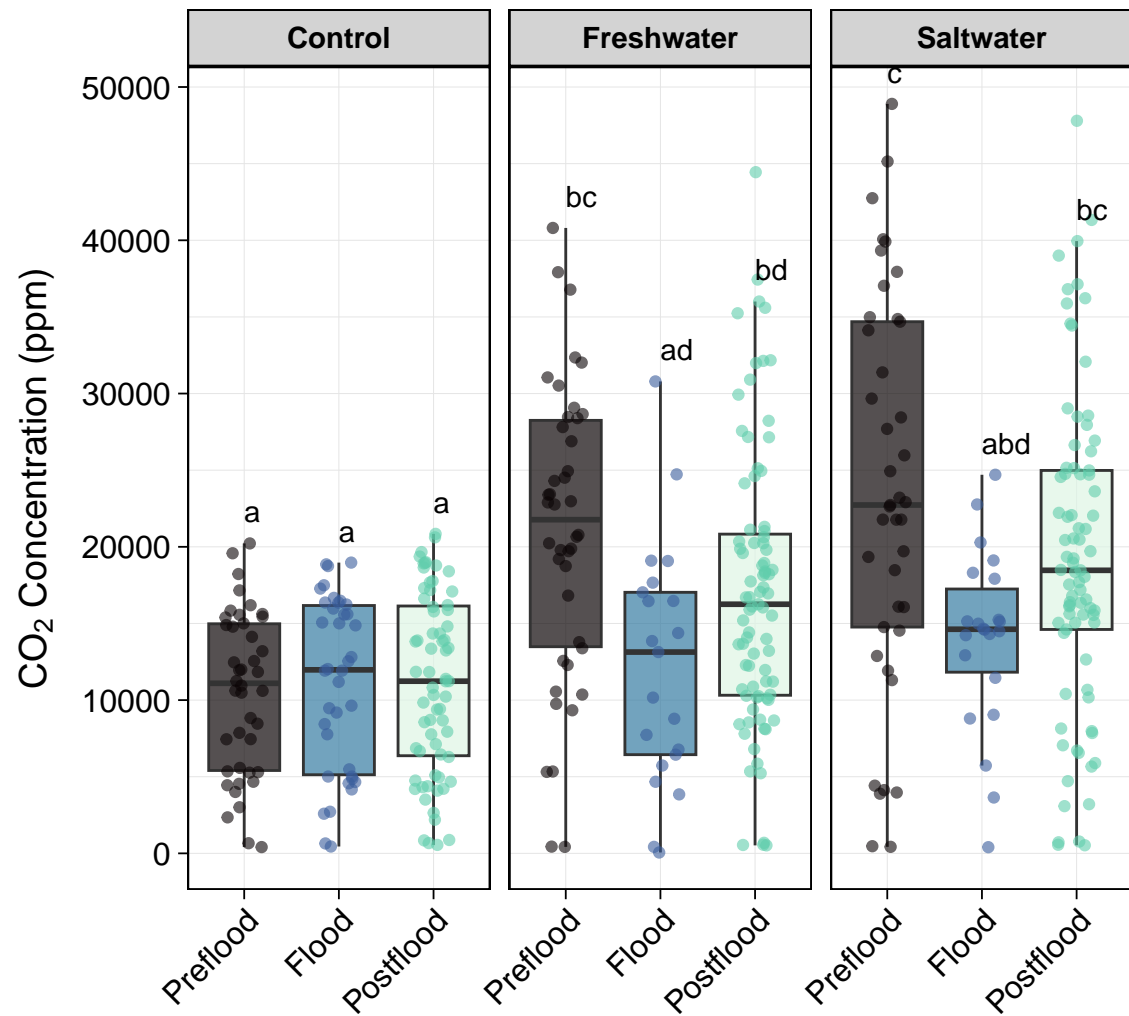 Control Freshwater Saltwater
CO₂ Concentration (ppm)
50000
40000
30000
20000
10000
0
a a a
bc ad bd
c abd bc
Preflood Flood Postflood Preflood Flood Postflood Preflood Flood Postflood